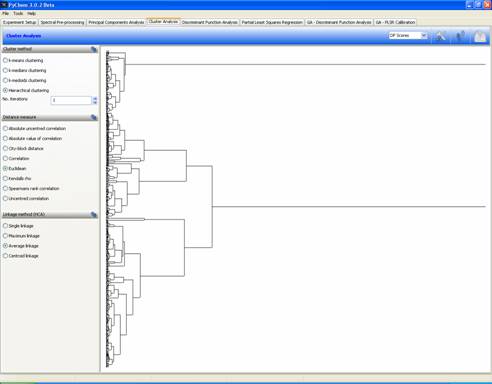 PyChem 3.0.2 Beta
File Tools Help
Experiment Setup Spectral Pre-processing Principal Components Analysis Cluster Analysis Discriminant Function Analysis Partial Least Squares Regression GA - Discriminant Function Analysis GA - PLSR Calibration
Cluster Analysis DF Scores
Cluster method
k-means clustering
k-medians clustering
k-medoids clustering
Hierarchical clustering
No. iterations 1
Distance measure
Absolute uncentred correlation
Absolute value of correlation
City-block distance
Correlation
Euclidean
Kendalls rho
Spearmans rank correlation
Uncentred correlation
Linkage method (HCA)
Single linkage
Maximum linkage
Average linkage
Centroid linkage